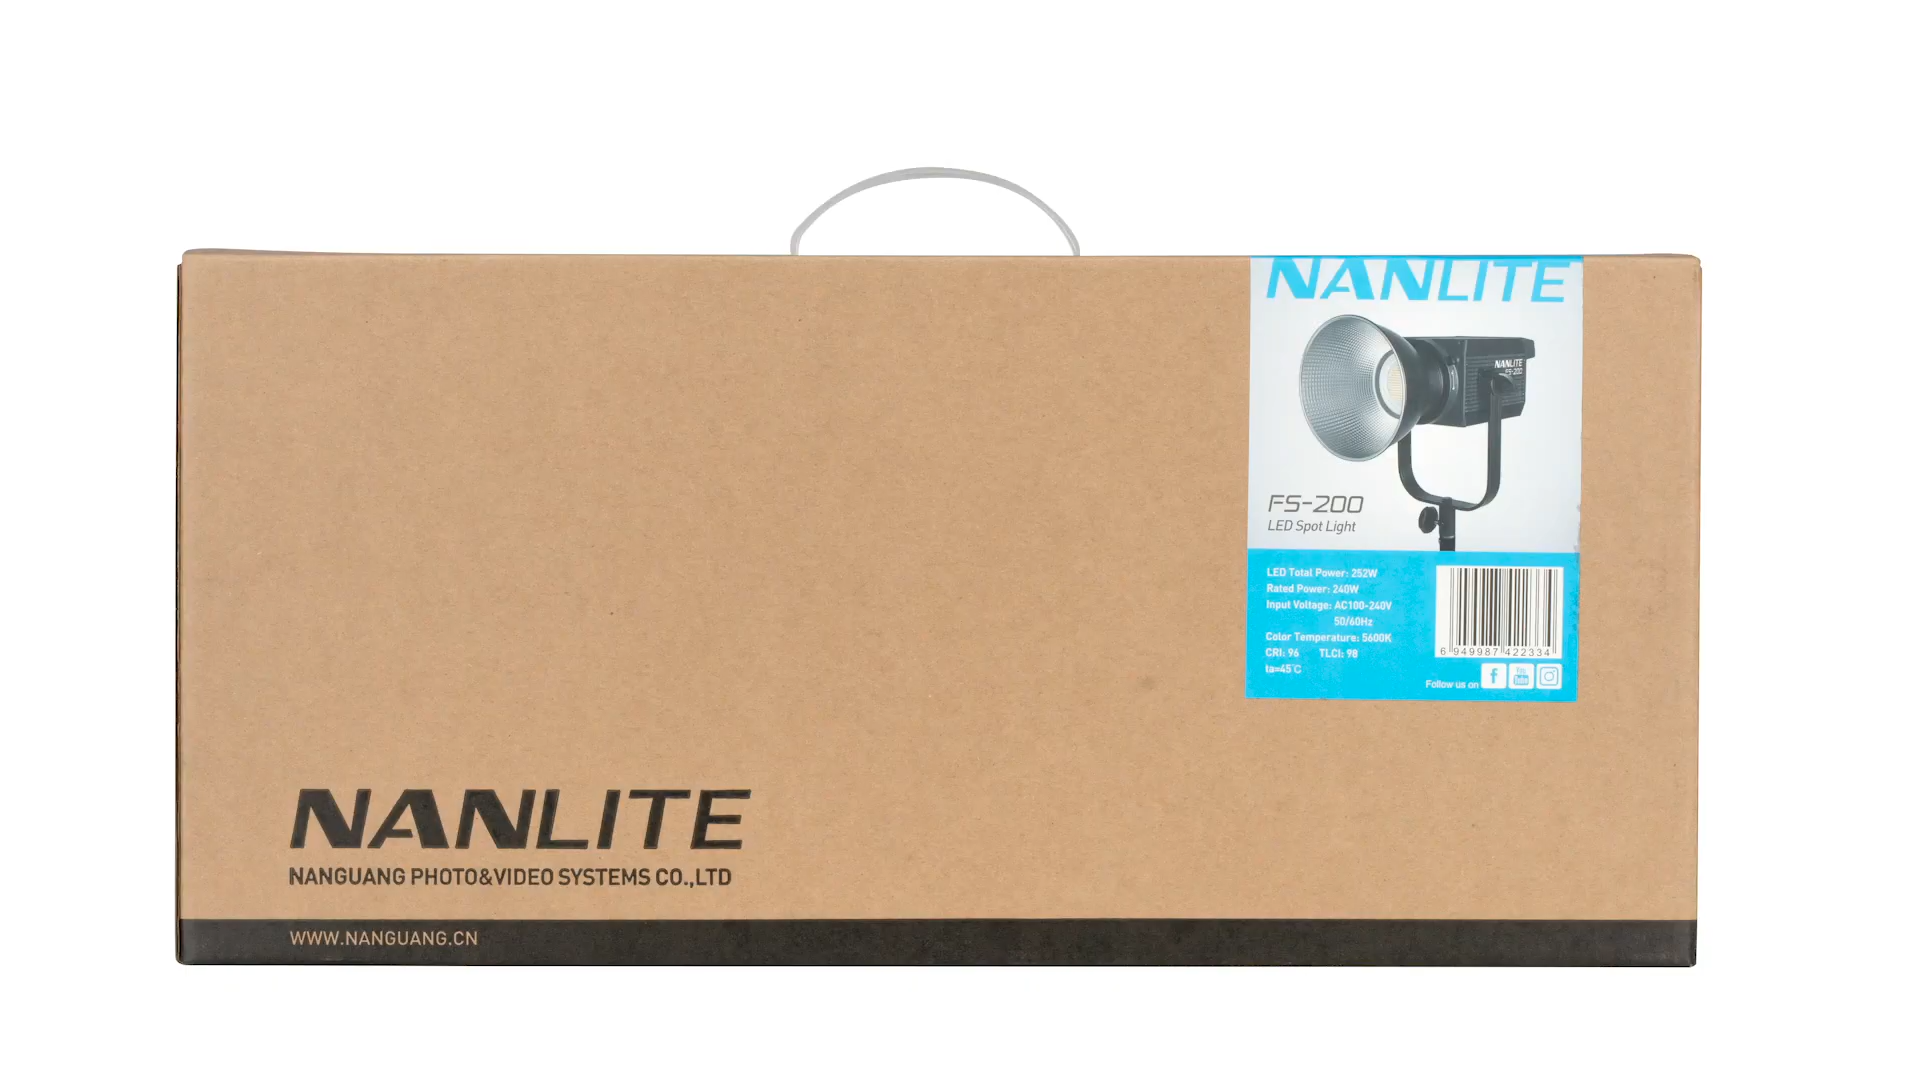 NANLITE
NANLITE
FS-200
FS-200
LED Spot Light
LED Total Power: 252W
Rated Power: 240W
Input Voltage: AC100-240V
50/60Hz
Color Temperature: 5600K
CRI: 96 TLCI: 98
ta=45℃
6 949987 422334
Follow us on f You Tube
NANLITE
NANGUANG PHOTO&VIDEO SYSTEMS CO.,LTD
WWW.NANGUANG.CN